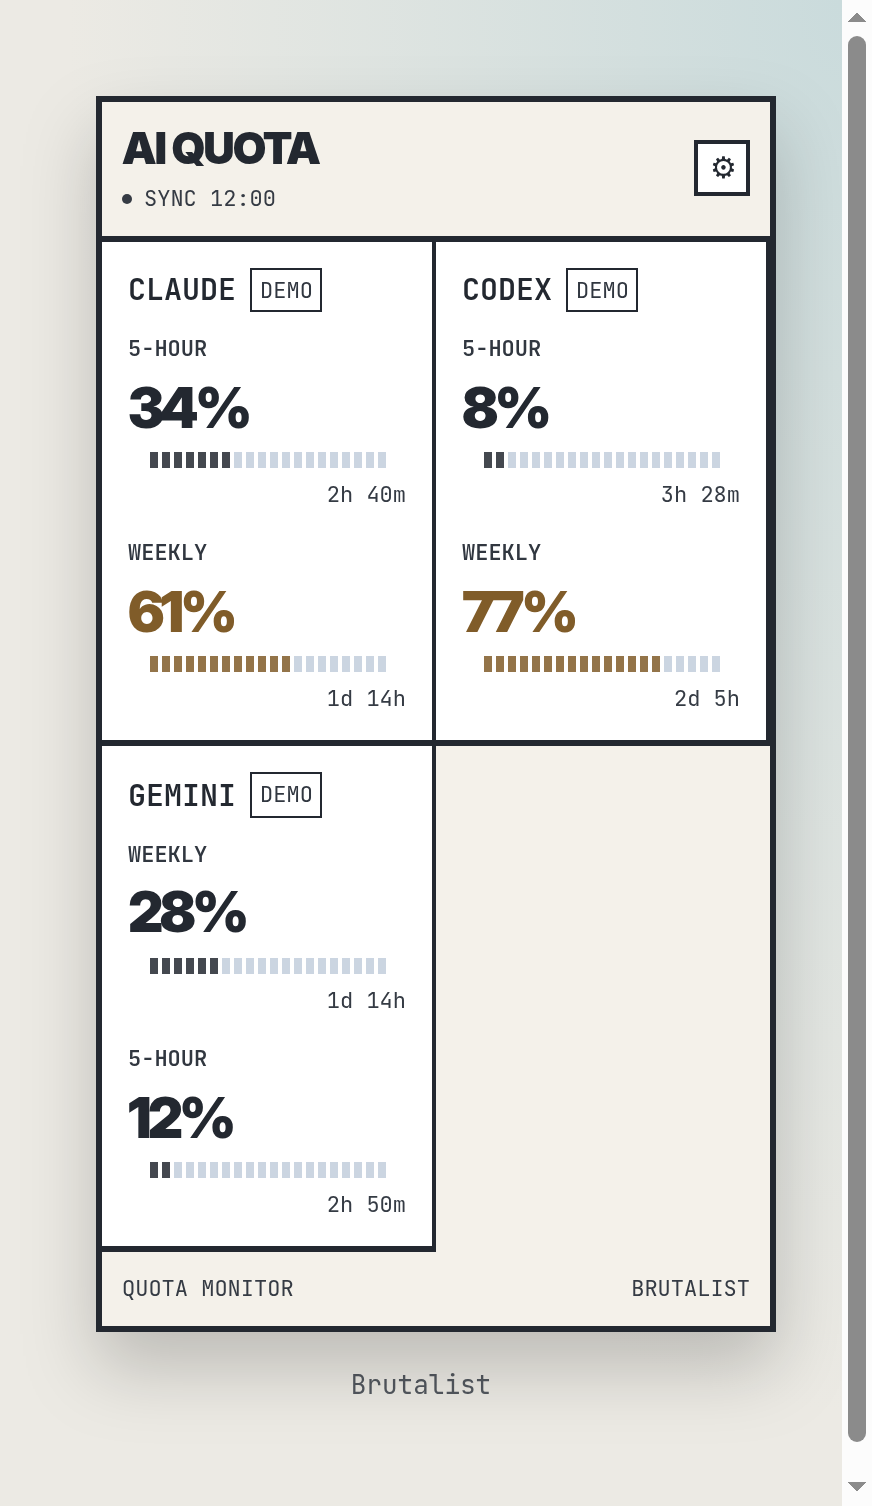 AI QUOTA
SYNC 12:00
⚙
CLAUDE DEMO
5-HOUR
34%
2h 40m
WEEKLY
61%
1d 14h
CODEX DEMO
5-HOUR
8%
3h 28m
WEEKLY
77%
2d 5h
GEMINI DEMO
WEEKLY
28%
1d 14h
5-HOUR
12%
2h 50m
QUOTA MONITOR
BRUTALIST
Brutalist